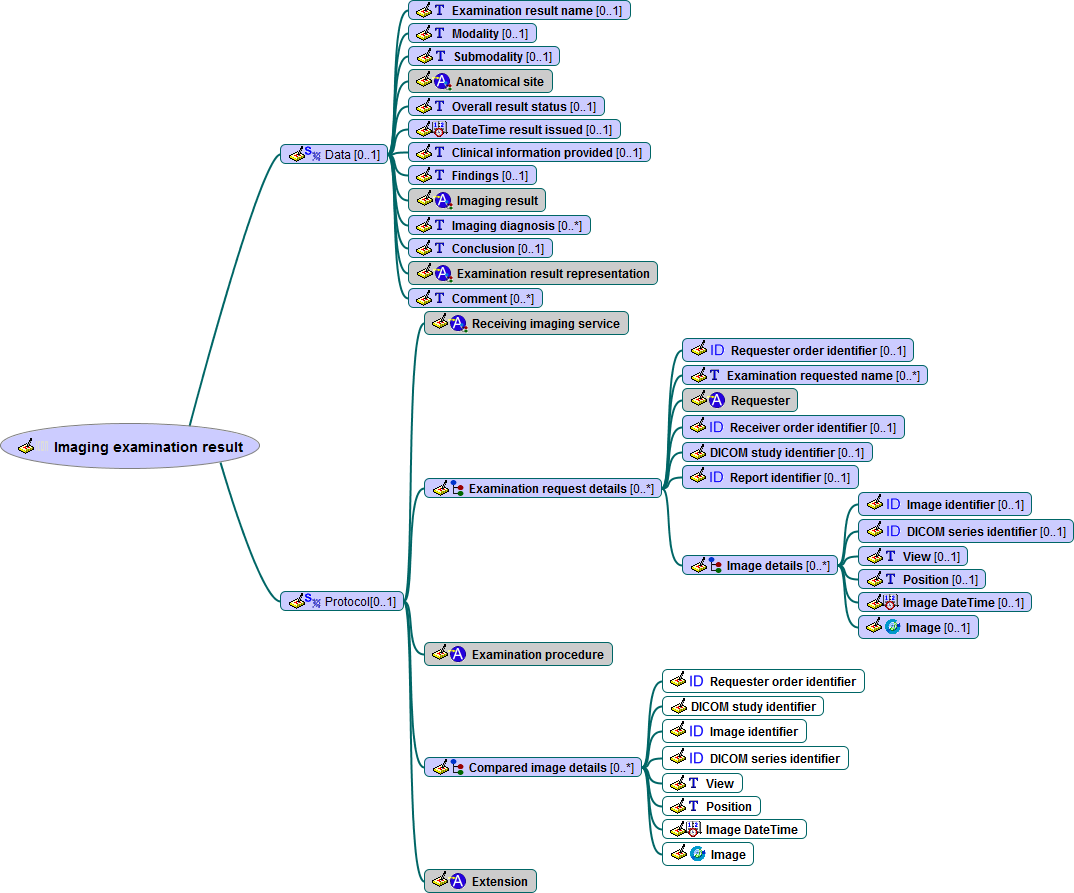 Examination result name [0..1]
T Modality [0..1]
T Submodality [0..1]
A Anatomical site
T Overall result status [0..1]
DateTime result issued [0..1]
T Clinical information provided [0..1]
T Findings [0..1]
A Imaging result
T Imaging diagnosis [0..*]
T Conclusion [0..1]
A Examination result representation
T Comment [0..*]
Data [0..1]
Imaging examination result
Protocol[0..1]
A Receiving imaging service
Examination request details [0..*]
ID Requester order identifier [0..1]
T Examination requested name [0..*]
A Requester
ID Receiver order identifier [0..1]
DICOM study identifier [0..1]
ID Report identifier [0..1]
Image details [0..*]
ID Image identifier [0..1]
ID DICOM series identifier [0..1]
T View [0..1]
T Position [0..1]
Image DateTime [0..1]
Image [0..1]
A Examination procedure
Compared image details [0..*]
ID Requester order identifier
DICOM study identifier
ID Image identifier
ID DICOM series identifier
T View
T Position
Image DateTime
Image
A Extension